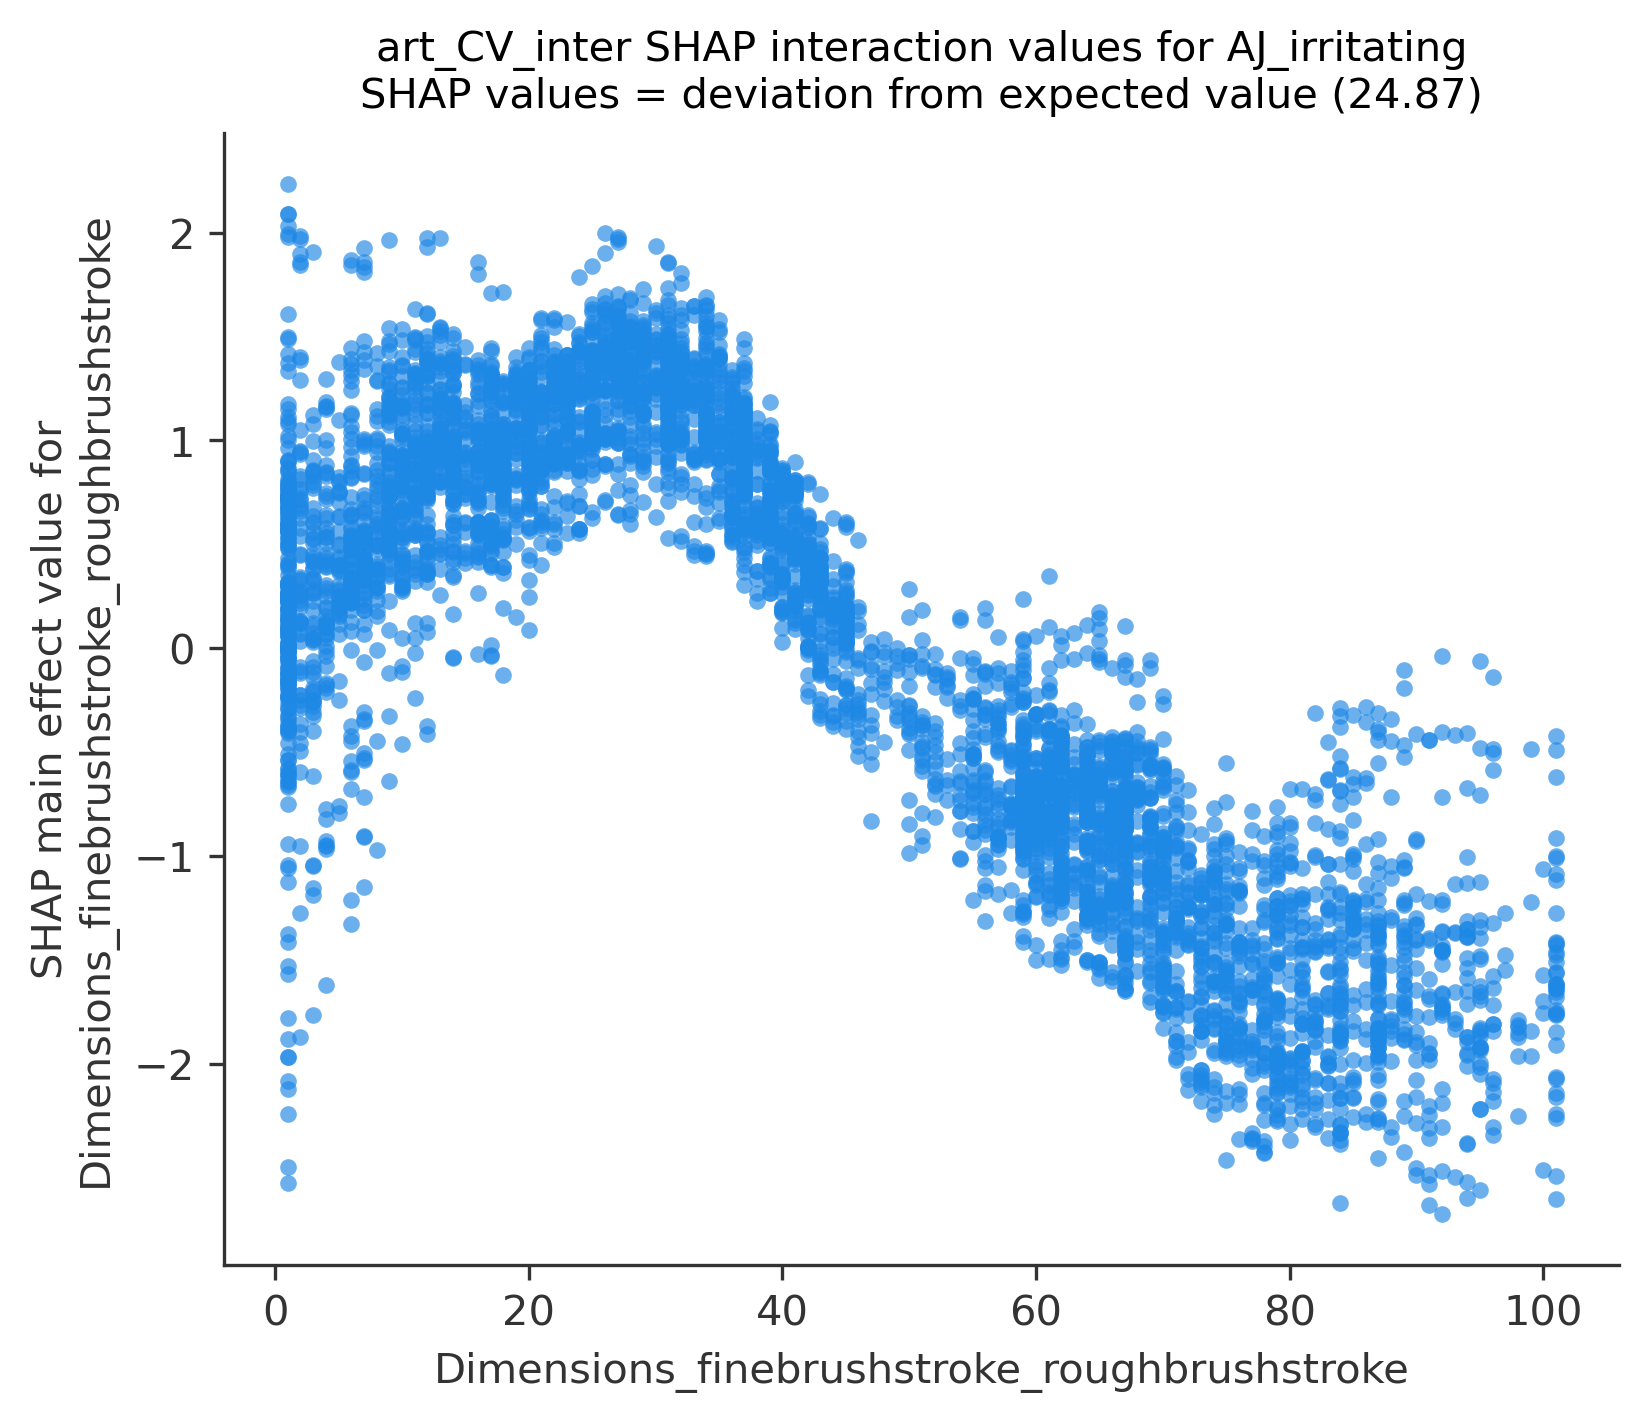 art_CV_inter SHAP interaction values for AJ_irritating
SHAP values = deviation from expected value (24.87)
SHAP main effect value for
Dimensions_finebrushstroke_roughbrushstroke
2
1
0
−1
−2
0
20
40
60
80
100
Dimensions_finebrushstroke_roughbrushstroke